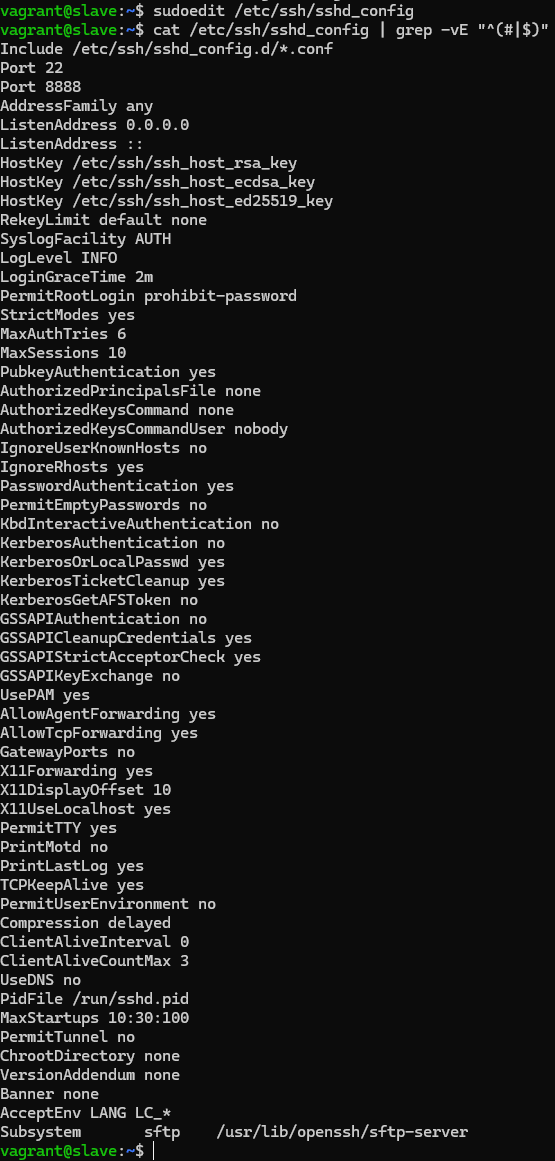 vagrant@slave:~$ sudoedit /etc/ssh/sshd_config
vagrant@slave:~$ cat /etc/ssh/sshd_config | grep -vE "^(#|$)"
Include /etc/ssh/sshd_config.d/*.conf
Port 22
Port 8888
AddressFamily any
ListenAddress 0.0.0.0
ListenAddress ::
HostKey /etc/ssh/ssh_host_rsa_key
HostKey /etc/ssh/ssh_host_ecdsa_key
HostKey /etc/ssh/ssh_host_ed25519_key
RekeyLimit default none
SyslogFacility AUTH
LogLevel INFO
LoginGraceTime 2m
PermitRootLogin prohibit-password
StrictModes yes
MaxAuthTries 6
MaxSessions 10
PubkeyAuthentication yes
AuthorizedPrincipalsFile none
AuthorizedKeysCommand none
AuthorizedKeysCommandUser nobody
IgnoreUserKnownHosts no
IgnoreRhosts yes
PasswordAuthentication yes
PermitEmptyPasswords no
KbdInteractiveAuthentication no
KerberosAuthentication no
KerberosOrLocalPasswd yes
KerberosTicketCleanup yes
KerberosGetAFSToken no
GSSAPIAuthentication no
GSSAPICleanupCredentials yes
GSSAPIStrictAcceptorCheck yes
GSSAPIKeyExchange no
UsePAM yes
AllowAgentForwarding yes
AllowTcpForwarding yes
GatewayPorts no
X11Forwarding yes
X11DisplayOffset 10
X11UseLocalhost yes
PermitTTY yes
PrintMotd no
PrintLastLog yes
TCPKeepAlive yes
PermitUserEnvironment no
Compression delayed
ClientAliveInterval 0
ClientAliveCountMax 3
UseDNS no
PidFile /run/sshd.pid
MaxStartups 10:30:100
PermitTunnel no
ChrootDirectory none
VersionAddendum none
Banner none
AcceptEnv LANG LC_*
Subsystem       sftp    /usr/lib/openssh/sftp-server
vagrant@slave:~$